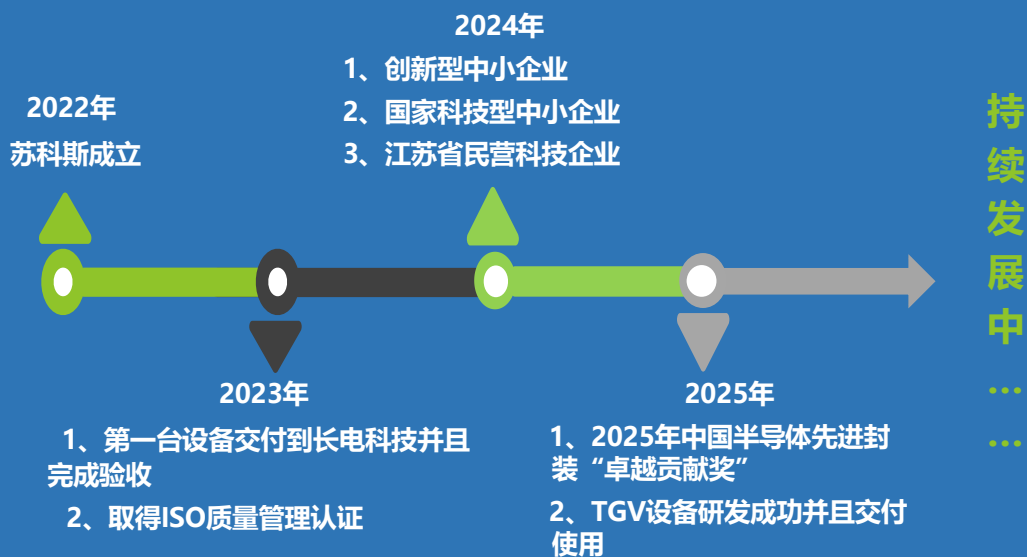 2022年
苏科斯成立
2023年
1、第一台设备交付到长电科技并且
完成验收
2、取得ISO质量管理认证
2024年
1、创新型中小企业
2、国家科技型中小企业
3、江苏省民营科技企业
2025年
1、2025年中国半导体先进封
装“卓越贡献奖”
2、TGV设备研发成功并且交付
使用
持续发展中……